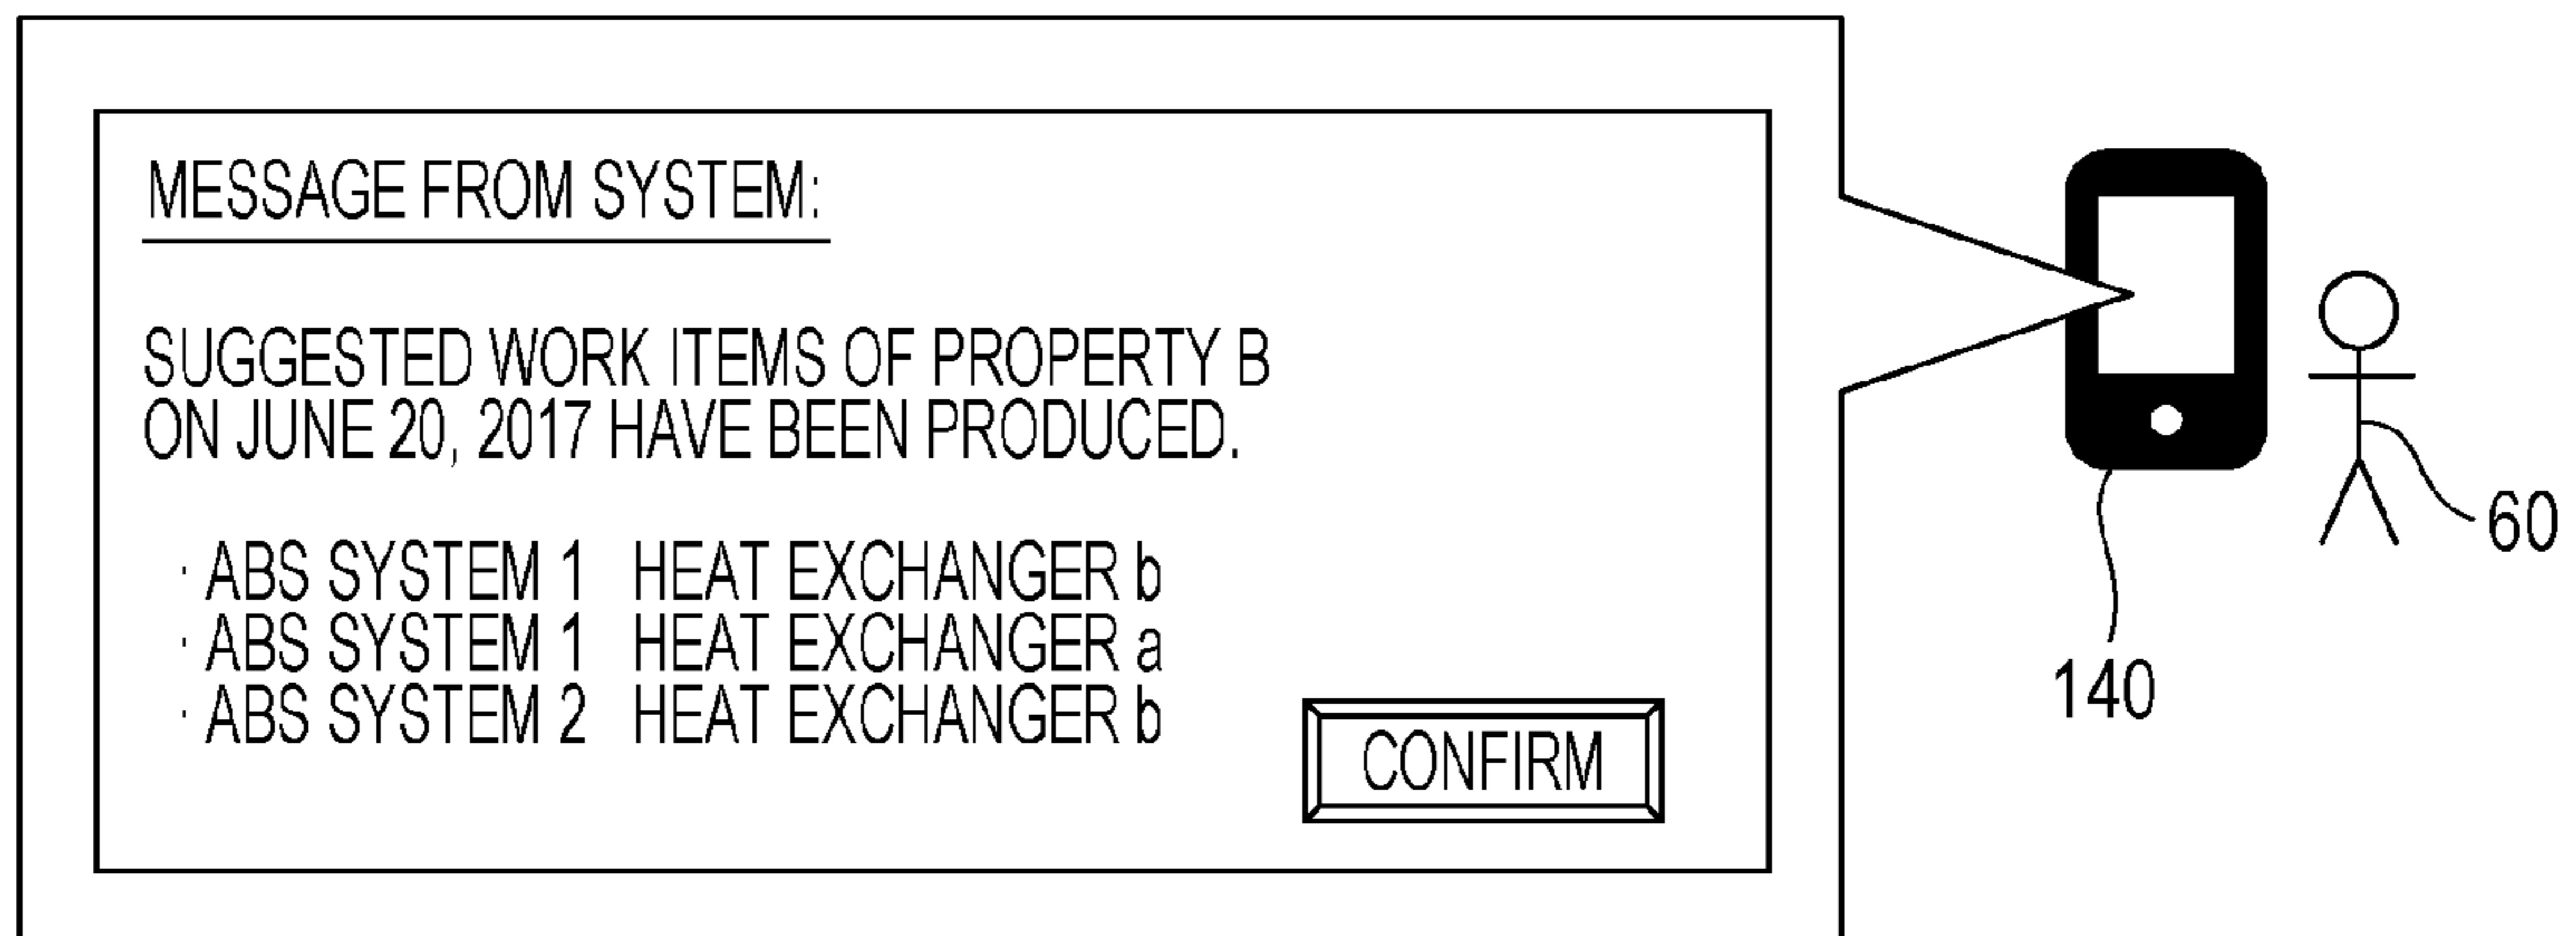 MESSAGE FROM SYSTEM:
SUGGESTED WORK ITEMS OF PROPERTY B
ON JUNE 20, 2017 HAVE BEEN PRODUCED.
· ABS SYSTEM 1 HEAT EXCHANGER b
· ABS SYSTEM 1 HEAT EXCHANGER a
· ABS SYSTEM 2 HEAT EXCHANGER b
CONFIRM
60
140